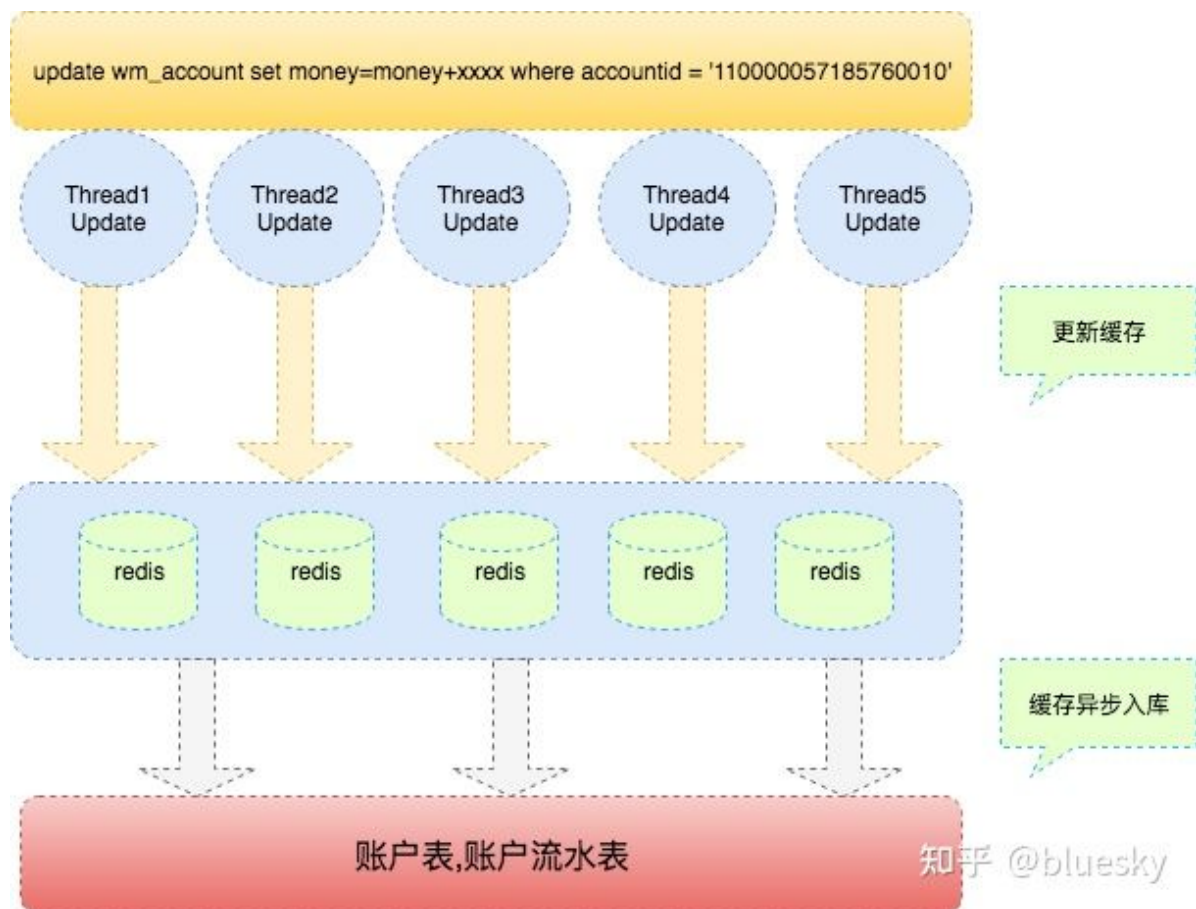 update wm_account set money=money+xxxx where accountid = '110000057185760010'
Thread1
Update
Thread2
Update
Thread3
Update
Thread4
Update
Thread5
Update
更新缓存
redis
redis
redis
redis
redis
缓存异步入库
账户表,账户流水表
知乎 @bluesky